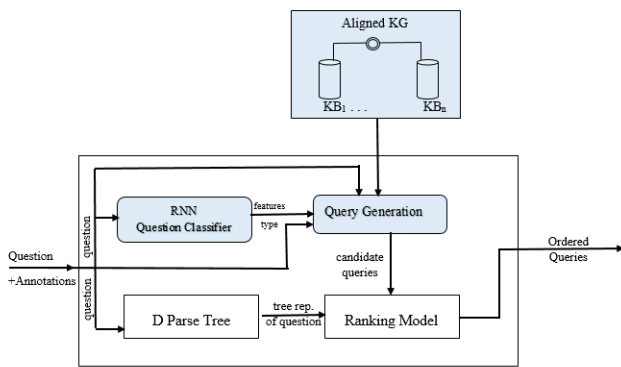 Aligned KG
KB1 . . .
KBn
RNN
Question Classifier
features
type
Query Generation
question
Question
+Annotations
question
candidate
queries
Ordered
Queries
D Parse Tree
tree rep.
of question
Ranking Model